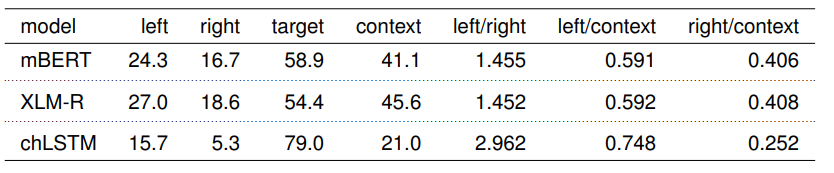 model left right target context left/right left/context right/context
mBERT 24.3 16.7 58.9 41.1 1.455 0.591 0.406
XLM-R 27.0 18.6 54.4 45.6 1.452 0.592 0.408
chLSTM 15.7 5.3 79.0 21.0 2.962 0.748 0.252